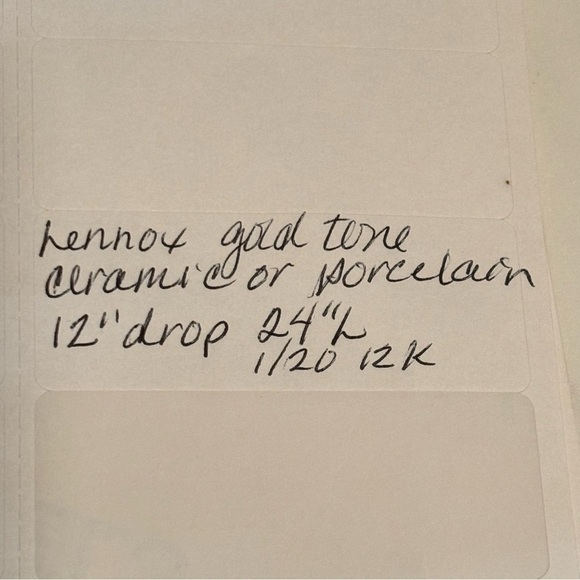 Lennox gold tone
ceramic or porcelain
12" drop 24"L
1/20 12K